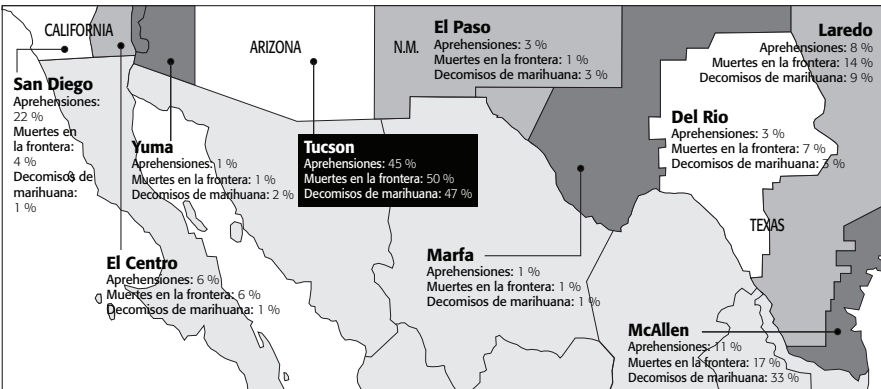 CALIFORNIA
ARIZONA
N.M.
TEXAS
San Diego
Aprehensiones:
22 %
Muertes en
la frontera:
4 %
Decomisos de
marihuana:
1 %
Yuma
Aprehensiones: 1 %
Muertes en la frontera: 1 %
Decomisos de marihuana: 2 %
Tucson
Aprehensiones: 45 %
Muertes en la frontera: 50 %
Decomisos de marihuana: 47 %
El Paso
Aprehensiones: 3 %
Muertes en la frontera: 1 %
Decomisos de marihuana: 3 %
Laredo
Aprehensiones: 8 %
Muertes en la frontera: 14 %
Decomisos de marihuana: 9 %
Del Rio
Aprehensiones: 3 %
Muertes en la frontera: 7 %
Decomisos de marihuana: 3 %
El Centro
Aprehensiones: 6 %
Muertes en la frontera: 6 %
Decomisos de marihuana: 1 %
Marfa
Aprehensiones: 1 %
Muertes en la frontera: 1 %
Decomisos de marihuana: 1 %
McAllen
Aprehensiones: 11 %
Muertes en la frontera: 17 %
Decomisos de marihuana: 33 %